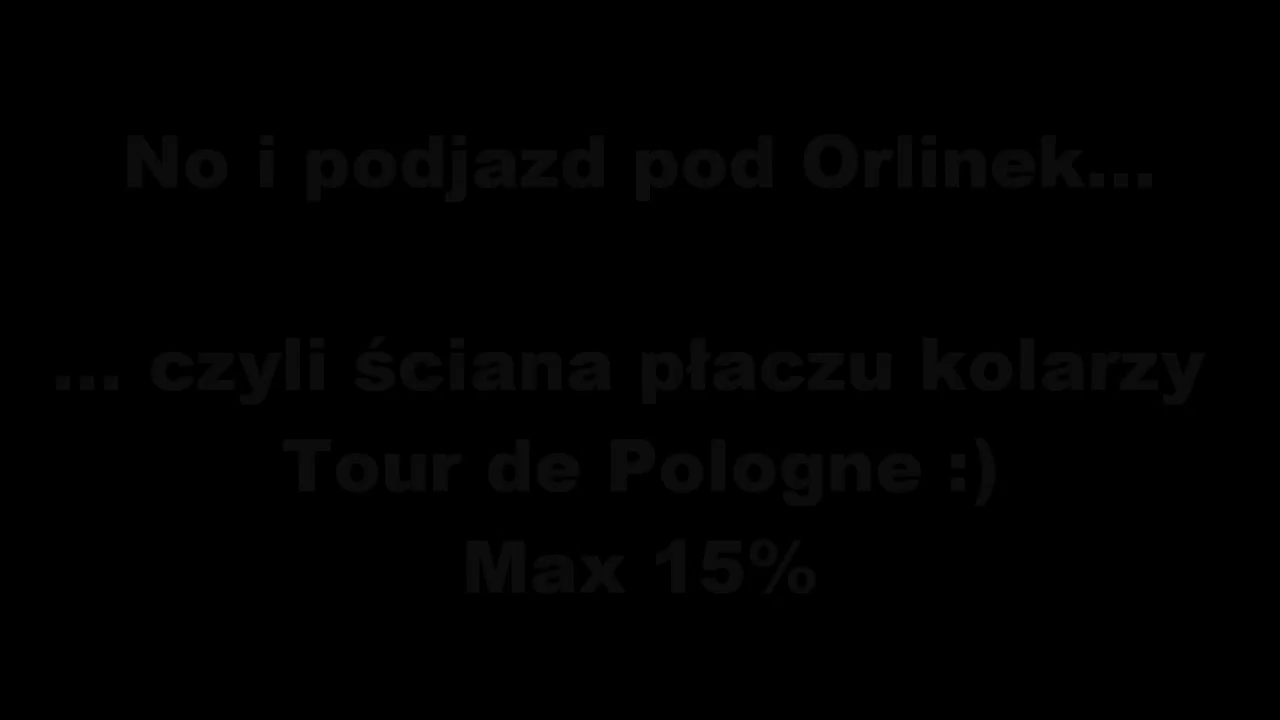 No i podjazd pod Orlinek...
... czyli ściana płaczu kolarzy
Tour de Pologne :)
Max 15%